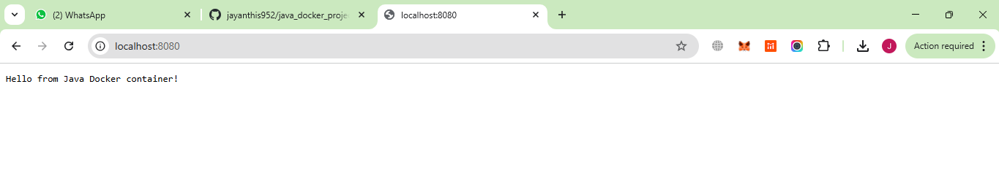 (2) WhatsApp
jayanthis952/java_docker_proje
localhost:8080
localhost:8080
J
Action required
Hello from Java Docker container!